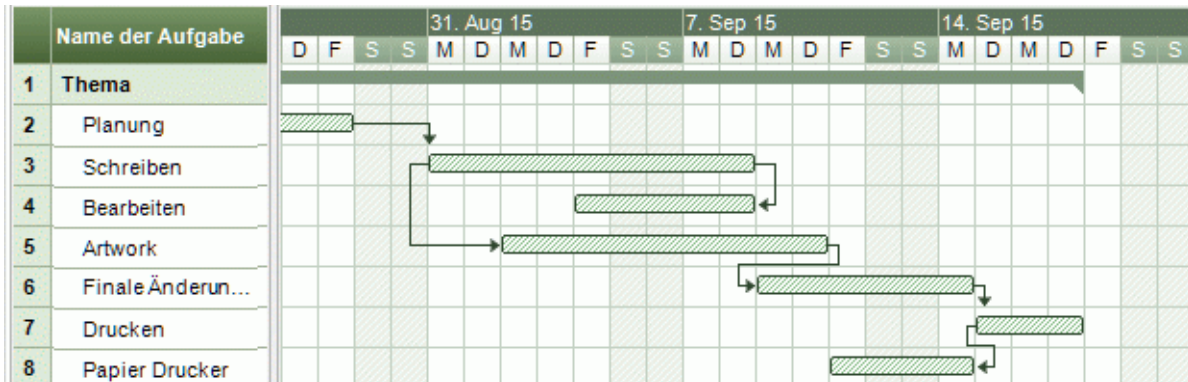 Name der Aufgabe
31. Aug 15 7. Sep 15 14. Sep 15
D F S S M D M D F S S M D M D F S S M D M D F S S
1 Thema
2 Planung
3 Schreiben
4 Bearbeiten
5 Artwork
6 Finale Änderun...
7 Drucken
8 Papier Drucker